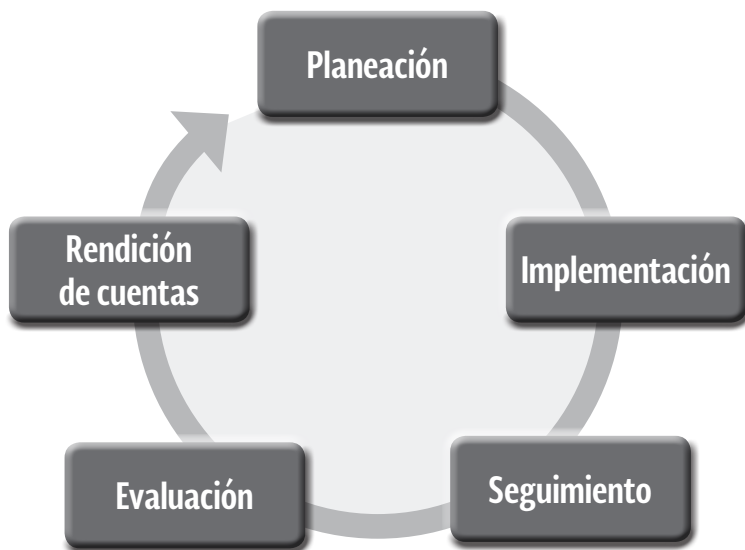 Planeación
Implementación
Seguimiento
Evaluación
Rendición
de cuentas